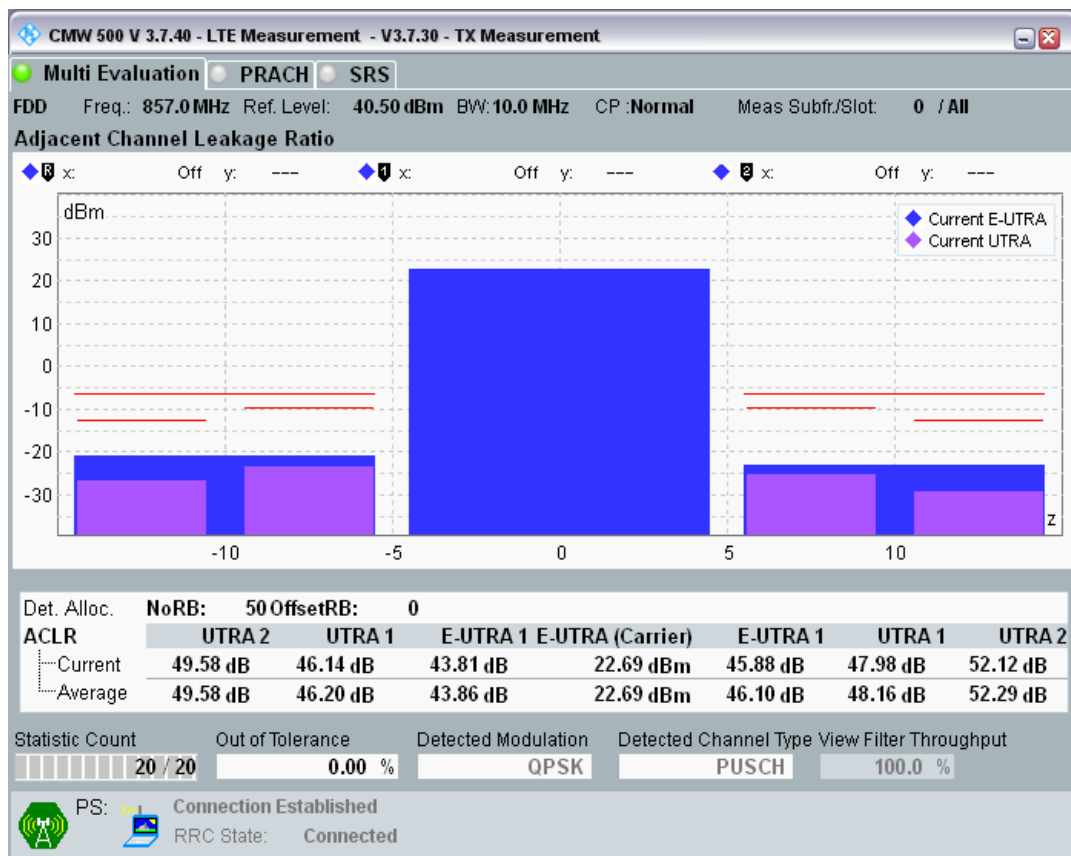 CMW 500 V 3.7.40 - LTE Measurement - V3.7.30 - TX Measurement
Multi Evaluation PRACH SRS
FDD Freq.: 857.0 MHz Ref. Level: 40.50 dBm BW: 10.0 MHz CP :Normal Meas Subfr./Slot: 0 / All
Adjacent Channel Leakage Ratio
R x: Off y: --- 1 x: Off y: --- 2 x: Off y: ---
dBm
Current E-UTRA
Current UTRA
30
20
10
0
-10
-20
-30
z
-10 -5 0 5 10
Det. Alloc. NoRB: 50 OffsetRB: 0
ACLR UTRA 2 UTRA 1 E-UTRA 1 E-UTRA (Carrier) E-UTRA 1 UTRA 1 UTRA 2
Current 49.58 dB 46.14 dB 43.81 dB 22.69 dBm 45.88 dB 47.98 dB 52.12 dB
Average 49.58 dB 46.20 dB 43.86 dB 22.69 dBm 46.10 dB 48.16 dB 52.29 dB
Statistic Count Out of Tolerance Detected Modulation Detected Channel Type View Filter Throughput
20 / 20 0.00 % QPSK PUSCH 100.0 %
PS: Connection Established
RRC State: Connected